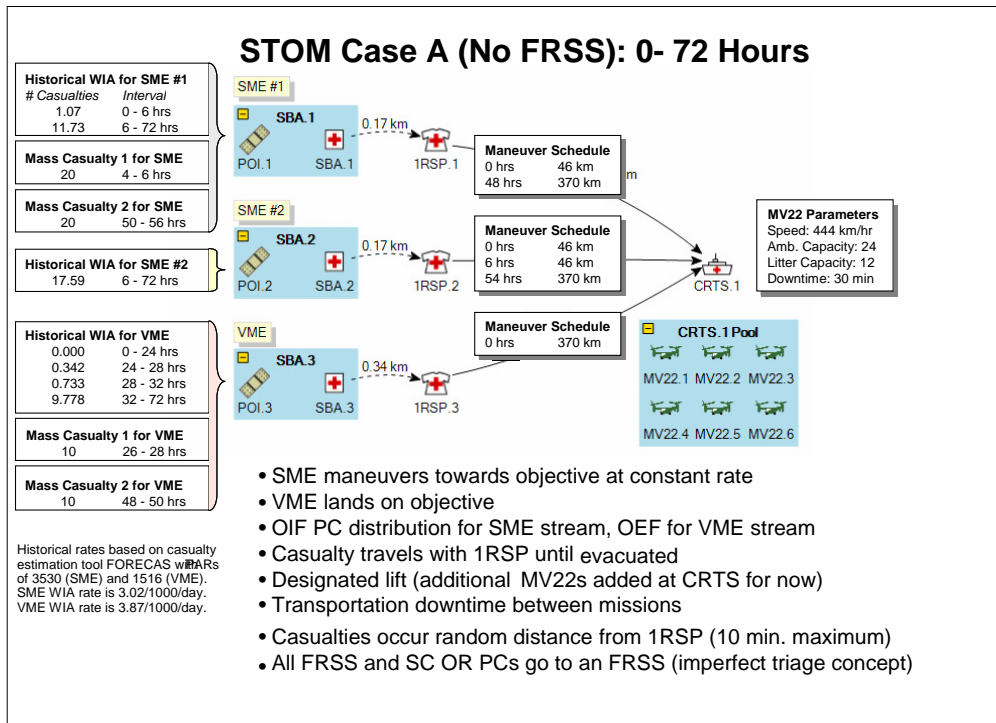 STOM Case A (No FRSS): 0- 72 Hours
Historical WIA for SME #1
# Casualties Interval
1.07 0 - 6 hrs
11.73 6 - 72 hrs
Mass Casualty 1 for SME
20 4 - 6 hrs
Mass Casualty 2 for SME
20 50 - 56 hrs
Historical WIA for SME #2
17.59 6 - 72 hrs
Historical WIA for VME
0.000 0 - 24 hrs
0.342 24 - 28 hrs
0.733 28 - 32 hrs
9.778 32 - 72 hrs
Mass Casualty 1 for VME
10 26 - 28 hrs
Mass Casualty 2 for VME
10 48 - 50 hrs
Historical rates based on casualty
estimation tool FORECAS with PARs
of 3530 (SME) and 1516 (VME).
SME WIA rate is 3.02/1000/day.
VME WIA rate is 3.87/1000/day.
SME #1
SBA.1
POI.1 SBA.1
0.17 km
1RSP.1
Maneuver Schedule
0 hrs 46 km
48 hrs 370 km
m
SME #2
SBA.2
POI.2 SBA.2
0.17 km
1RSP.2
Maneuver Schedule
0 hrs 46 km
6 hrs 46 km
54 hrs 370 km
VME
SBA.3
POI.3 SBA.3
0.34 km
1RSP.3
Maneuver Schedule
0 hrs 370 km
CRTS.1
MV22 Parameters
Speed: 444 km/hr
Amb. Capacity: 24
Litter Capacity: 12
Downtime: 30 min
CRTS.1 Pool
MV22.1 MV22.2 MV22.3
MV22.4 MV22.5 MV22.6
• SME maneuvers towards objective at constant rate
• VME lands on objective
• OIF PC distribution for SME stream, OEF for VME stream
• Casualty travels with 1RSP until evacuated
• Designated lift (additional MV22s added at CRTS for now)
• Transportation downtime between missions
• Casualties occur random distance from 1RSP (10 min. maximum)
• All FRSS and SC OR PCs go to an FRSS (imperfect triage concept)